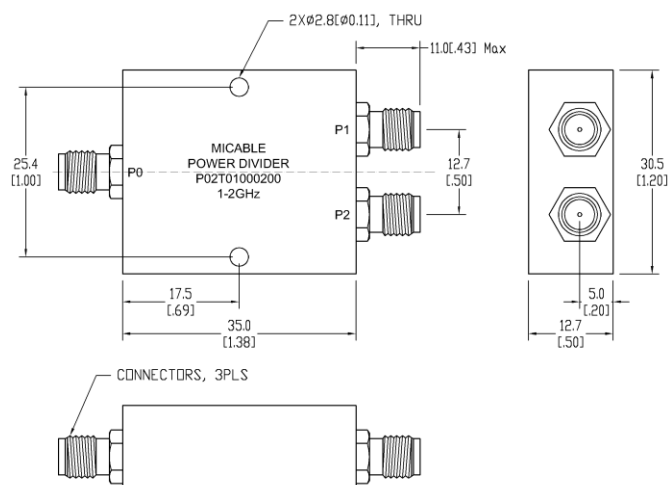 2XØ2.8[Ø0.11], THRU
11.0[.43] Max
P1
MICABLE
POWER DIVIDER
P02T01000200
1-2GHz
P0
P2
25.4
[1.00]
12.7
[.50]
30.5
[1.20]
17.5
[.69]
35.0
[1.38]
5.0
[.20]
12.7
[.50]
CONNECTORS, 3PLS